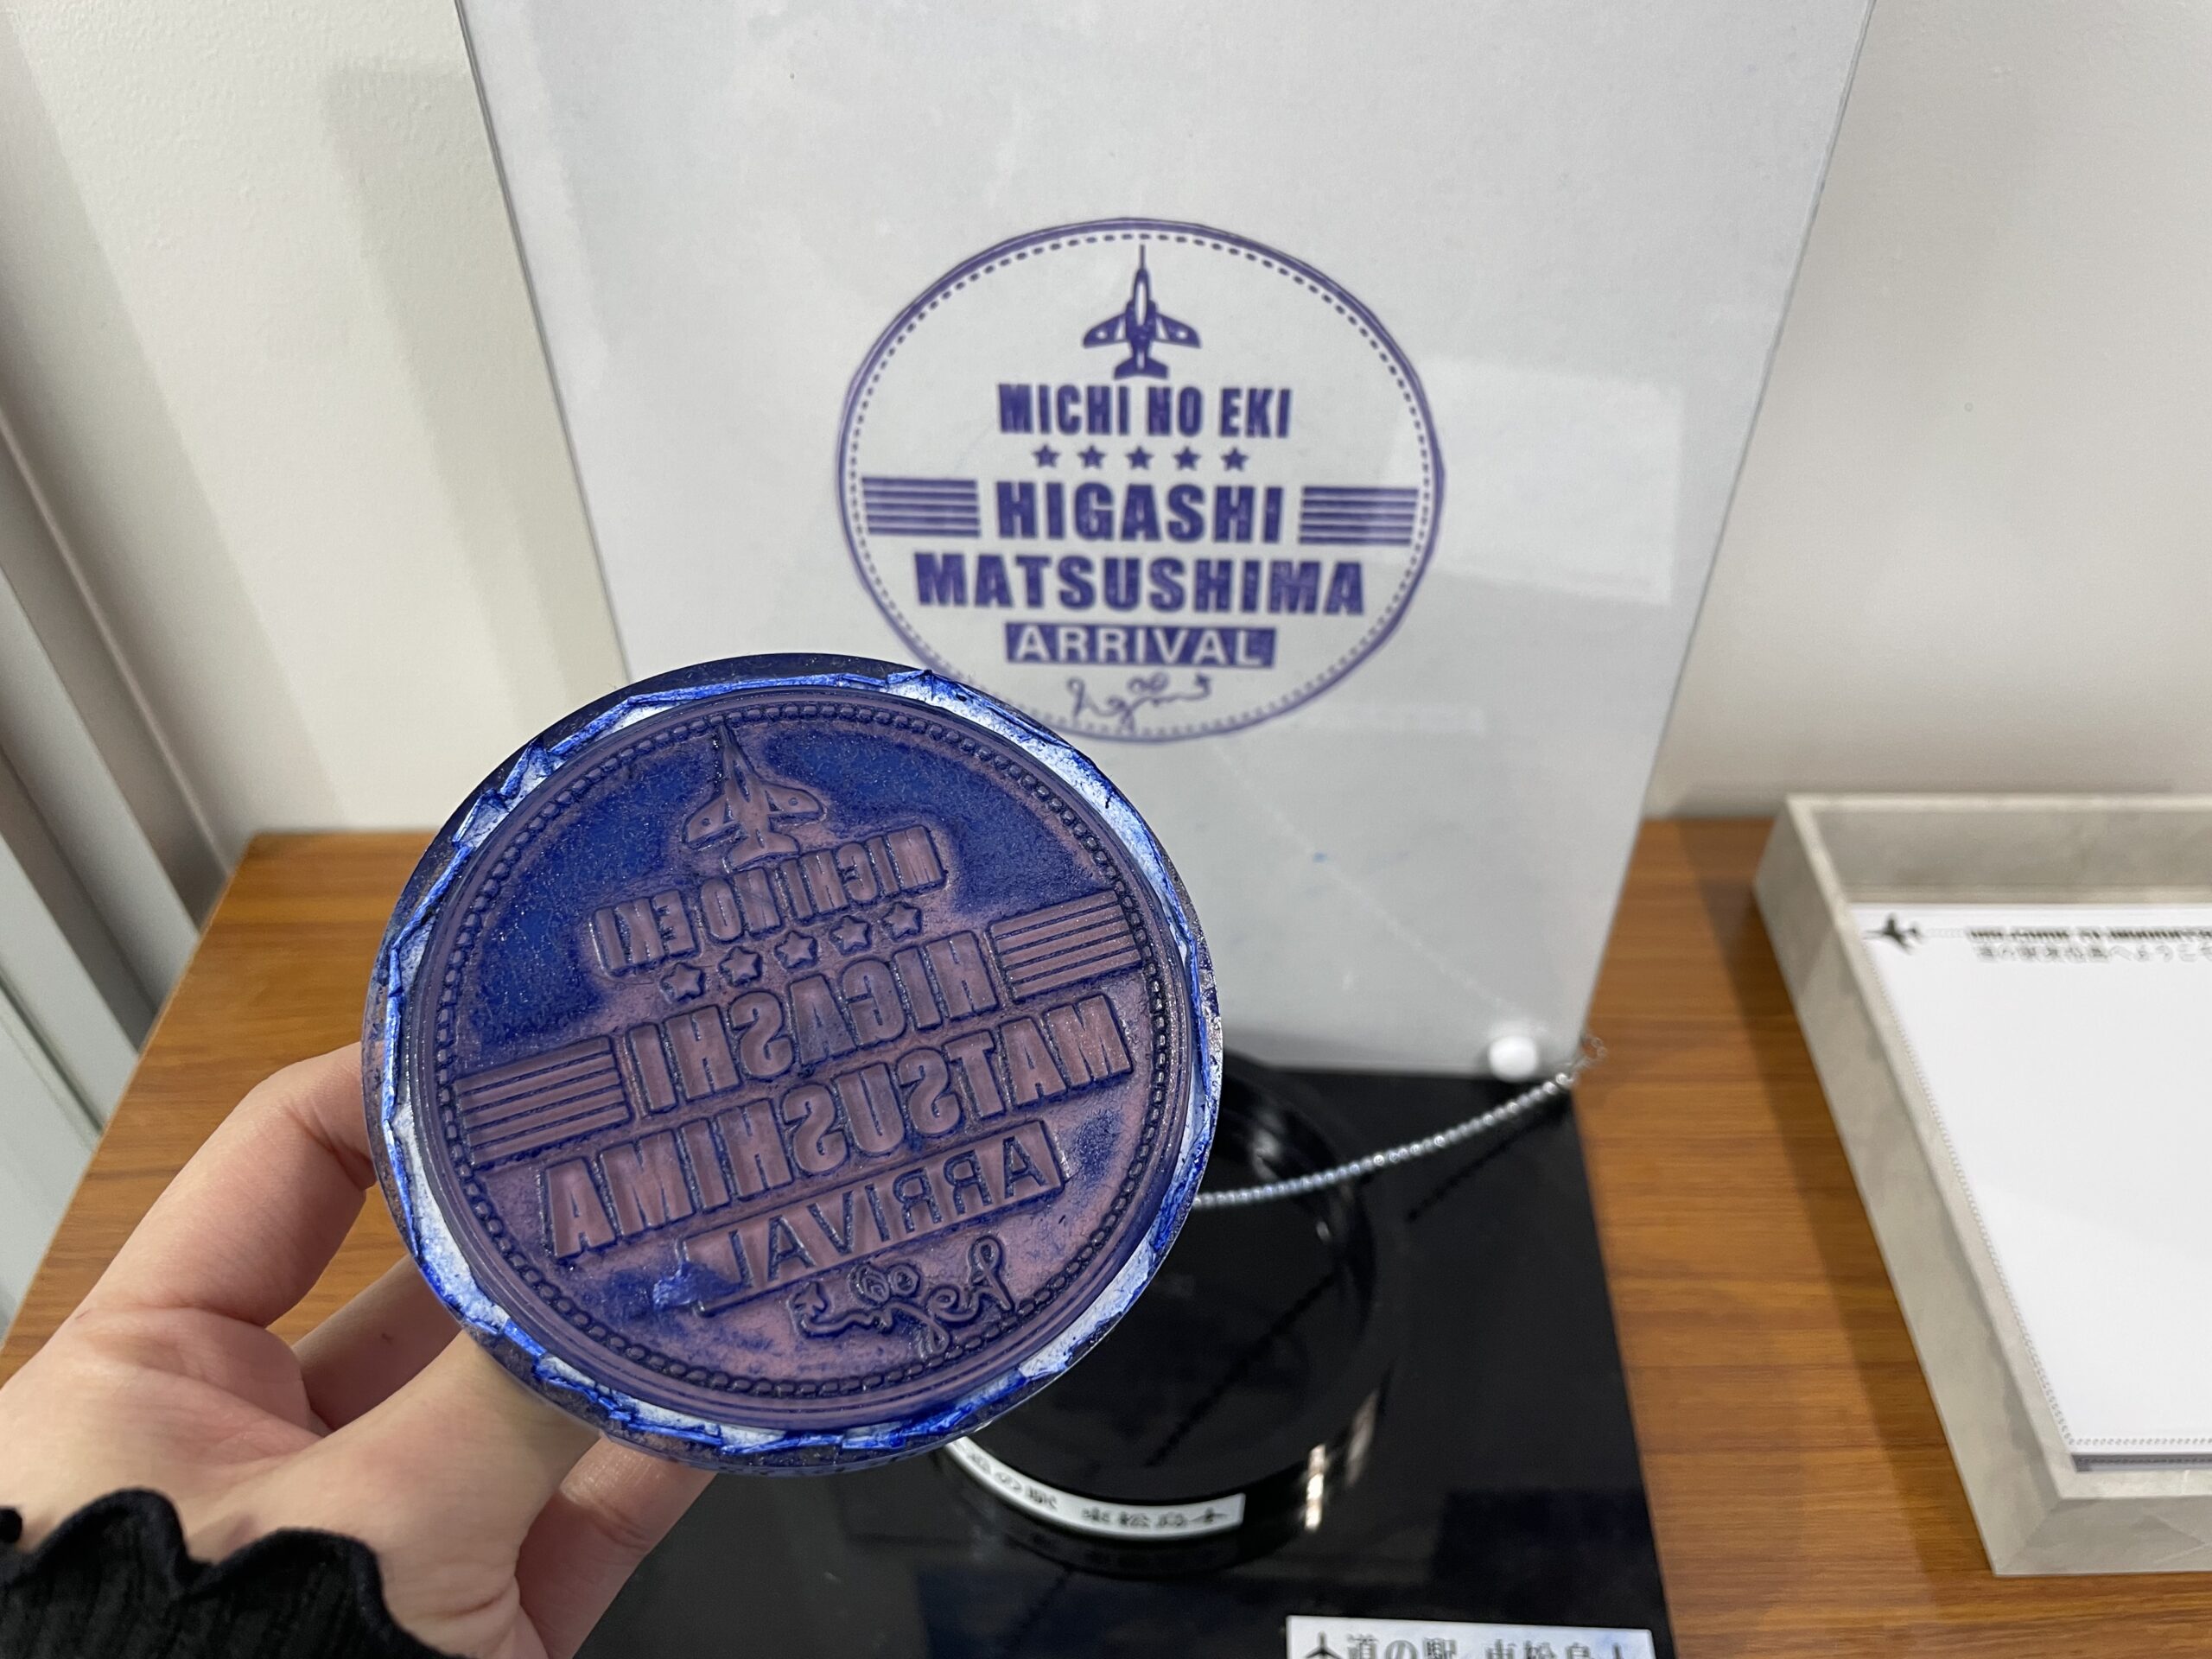 MICHI NO EKI
HIGASHI
MATSUSHIMA
ARRIVAL
MICHI NO EKI
HIGASHI
MATSUSHIMA
ARRIVAL
道の駅 東松島